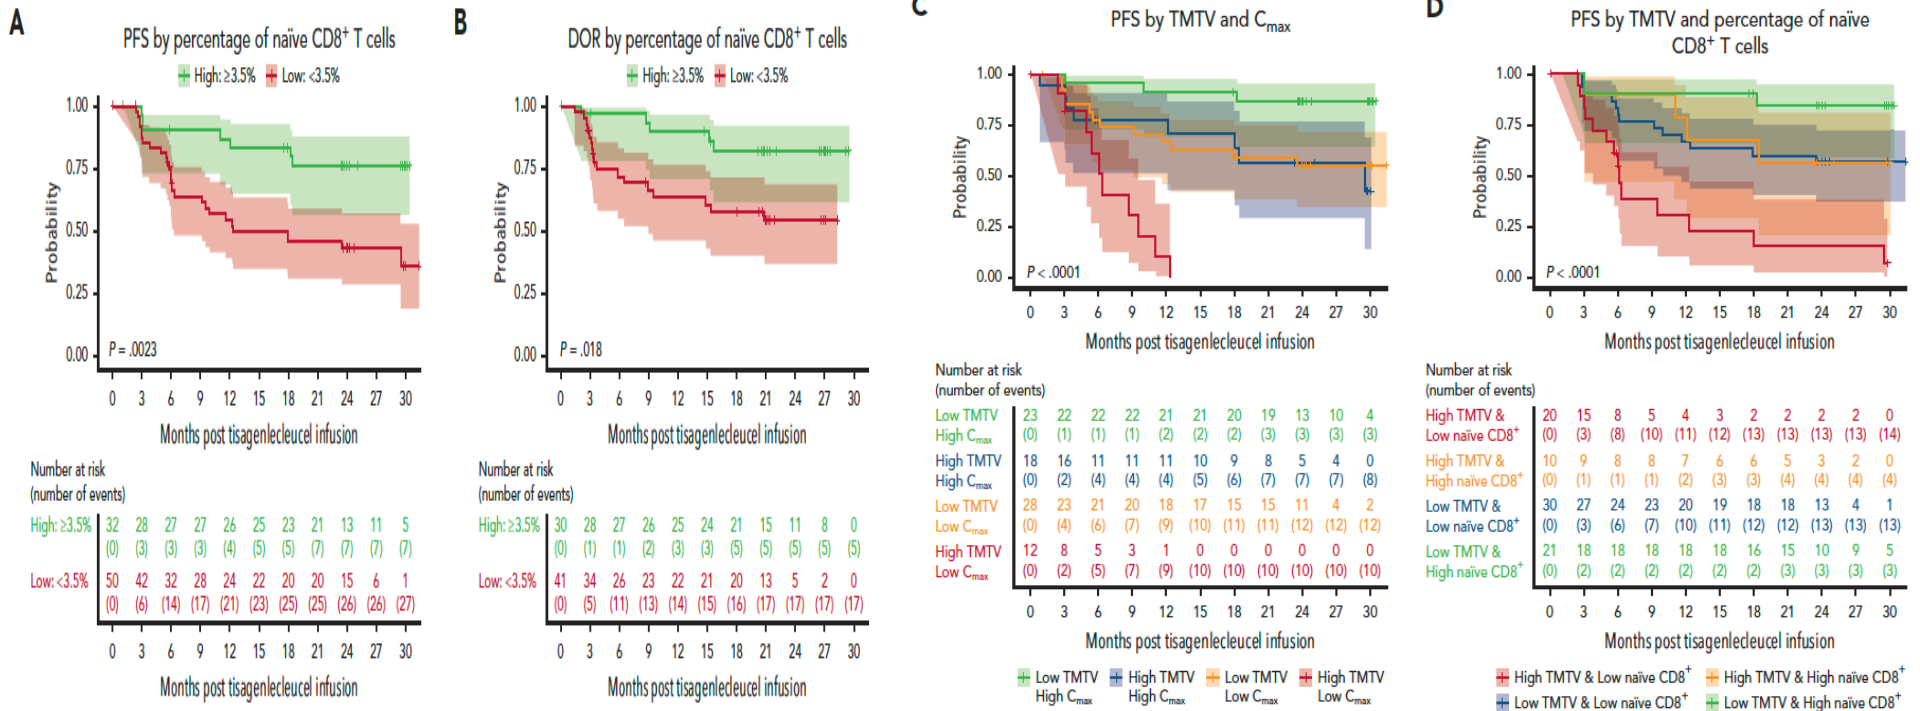 A
PFS by percentage of naïve CD8+ T cells
High: ≥3.5% Low: <3.5%
1.00
0.75
0.50
0.25
0.00
Probability
P = .0023
0 3 6 9 12 15 18 21 24 27 30
Months post tisagenlecleucel infusion
Number at risk
(number of events)
High: ≥3.5% 32 28 27 27 26 25 23 21 13 11 5
(0) (3) (3) (3) (4) (5) (5) (7) (7) (7) (7)
Low: <3.5% 50 42 32 28 24 22 20 20 15 6 1
(0) (6) (14) (17) (21) (23) (25) (25) (26) (26) (27)
0 3 6 9 12 15 18 21 24 27 30
Months post tisagenlecleucel infusion
B
DOR by percentage of naïve CD8+ T cells
High: ≥3.5% Low: <3.5%
1.00
0.75
0.50
0.25
0.00
Probability
P = .018
0 3 6 9 12 15 18 21 24 27 30
Months post tisagenlecleucel infusion
Number at risk
(number of events)
High: ≥3.5% 30 28 27 26 25 24 21 15 11 8 0
(0) (1) (1) (2) (3) (3) (5) (5) (5) (5) (5)
Low: <3.5% 41 34 26 23 22 21 20 13 5 2 0
(0) (5) (11) (13) (14) (15) (16) (17) (17) (17) (17)
0 3 6 9 12 15 18 21 24 27 30
Months post tisagenlecleucel infusion
C
PFS by TMTV and Cmax
1.00
0.75
0.50
0.25
0.00
Probability
P < .0001
0 3 6 9 12 15 18 21 24 27 30
Months post tisagenlecleucel infusion
Number at risk
(number of events)
Low TMTV 23 22 22 22 21 21 20 19 13 10 4
High Cmax (0) (1) (1) (1) (2) (2) (2) (3) (3) (3) (3)
High TMTV 18 16 11 11 11 10 9 8 5 4 0
High Cmax (0) (2) (4) (4) (4) (5) (6) (7) (7) (7) (8)
Low TMTV 28 23 21 20 18 17 15 15 11 4 2
Low Cmax (0) (4) (6) (7) (9) (10) (11) (11) (12) (12) (12)
High TMTV 12 8 5 3 1 0 0 0 0 0 0
Low Cmax (0) (2) (5) (7) (9) (10) (10) (10) (10) (10) (10)
0 3 6 9 12 15 18 21 24 27 30
Months post tisagenlecleucel infusion
Low TMTV High TMTV Low TMTV High TMTV
High Cmax High Cmax Low Cmax Low Cmax
D
PFS by TMTV and percentage of naïve
CD8+ T cells
1.00
0.75
0.50
0.25
0.00
Probability
P < .0001
0 3 6 9 12 15 18 21 24 27 30
Months post tisagenlecleucel infusion
Number at risk
(number of events)
High TMTV & 20 15 8 5 4 3 2 2 2 2 0
Low naïve CD8+ (0) (3) (8) (10) (11) (12) (13) (13) (13) (13) (14)
High TMTV & 10 9 8 8 7 6 6 5 3 2 0
High naïve CD8+ (0) (1) (1) (1) (2) (3) (3) (4) (4) (4) (4)
Low TMTV & 30 27 24 23 20 19 18 18 13 4 1
Low naïve CD8+ (0) (3) (6) (7) (10) (11) (12) (12) (13) (13) (13)
Low TMTV & 21 18 18 18 18 18 16 15 10 9 5
High naïve CD8+ (0) (2) (2) (2) (2) (2) (2) (3) (3) (3) (3)
0 3 6 9 12 15 18 21 24 27 30
Months post tisagenlecleucel infusion
High TMTV & Low naïve CD8+ High TMTV & High naïve CD8+
Low TMTV & Low naïve CD8+ Low TMTV & High naïve CD8+